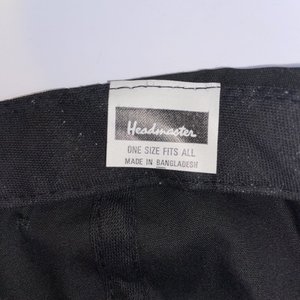 Headmaster
ONE SIZE FITS ALL
MADE IN BANGLADESH